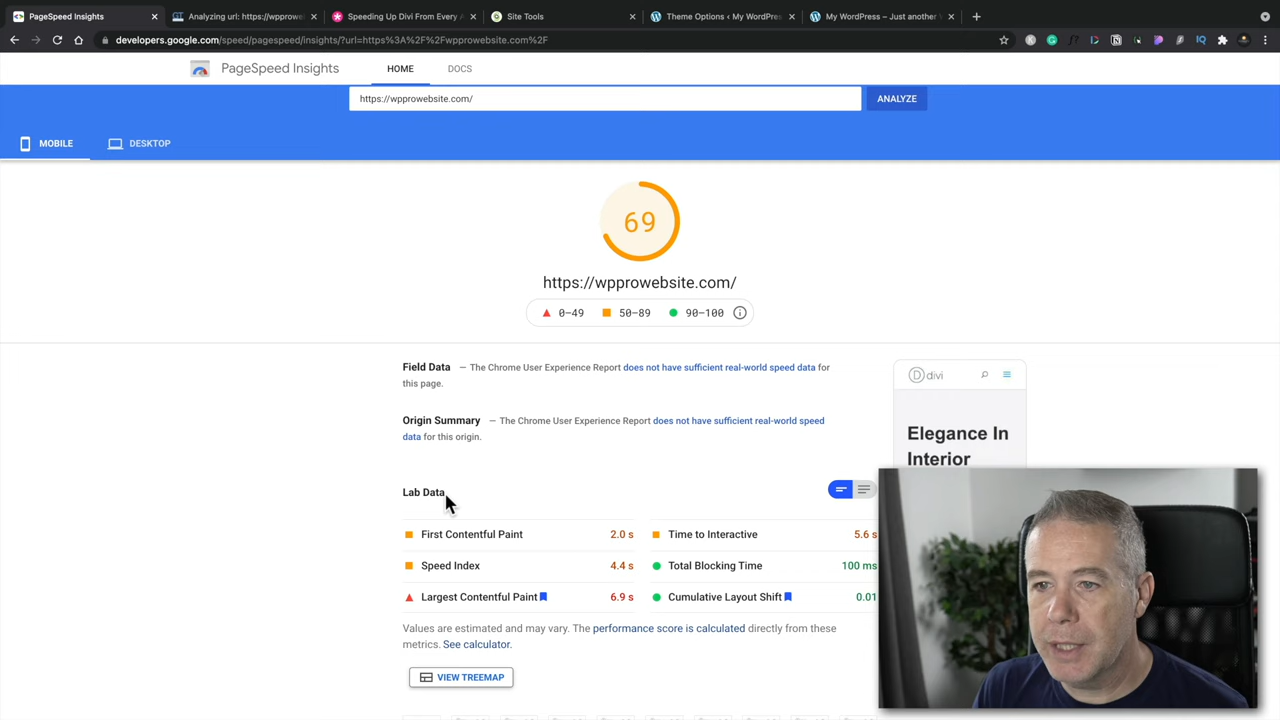 PageSpeed Insights
Analyzing url: https://wpprowe
Speeding Up Divi From Every
Site Tools
Theme Options ‹ My WordPres
My WordPress – Just another
developers.google.com/speed/pagespeed/insights/?url=https%3A%2F%2Fwpprowebsite.com%2F
PageSpeed Insights
HOME
DOCS
https://wpprowebsite.com/
ANALYZE
MOBILE
DESKTOP
69
https://wpprowebsite.com/
0–49
50–89
90–100
Field Data — The Chrome User Experience Report does not have sufficient real-world speed data for
this page.
Origin Summary — The Chrome User Experience Report does not have sufficient real-world speed
data for this origin.
divi
Elegance In
Interior
Lab Data
First Contentful Paint 2.0 s
Time to Interactive 5.6 s
Speed Index 4.4 s
Total Blocking Time 100 ms
Largest Contentful Paint 6.9 s
Cumulative Layout Shift 0.01
Values are estimated and may vary. The performance score is calculated directly from these
metrics. See calculator.
VIEW TREEMAP